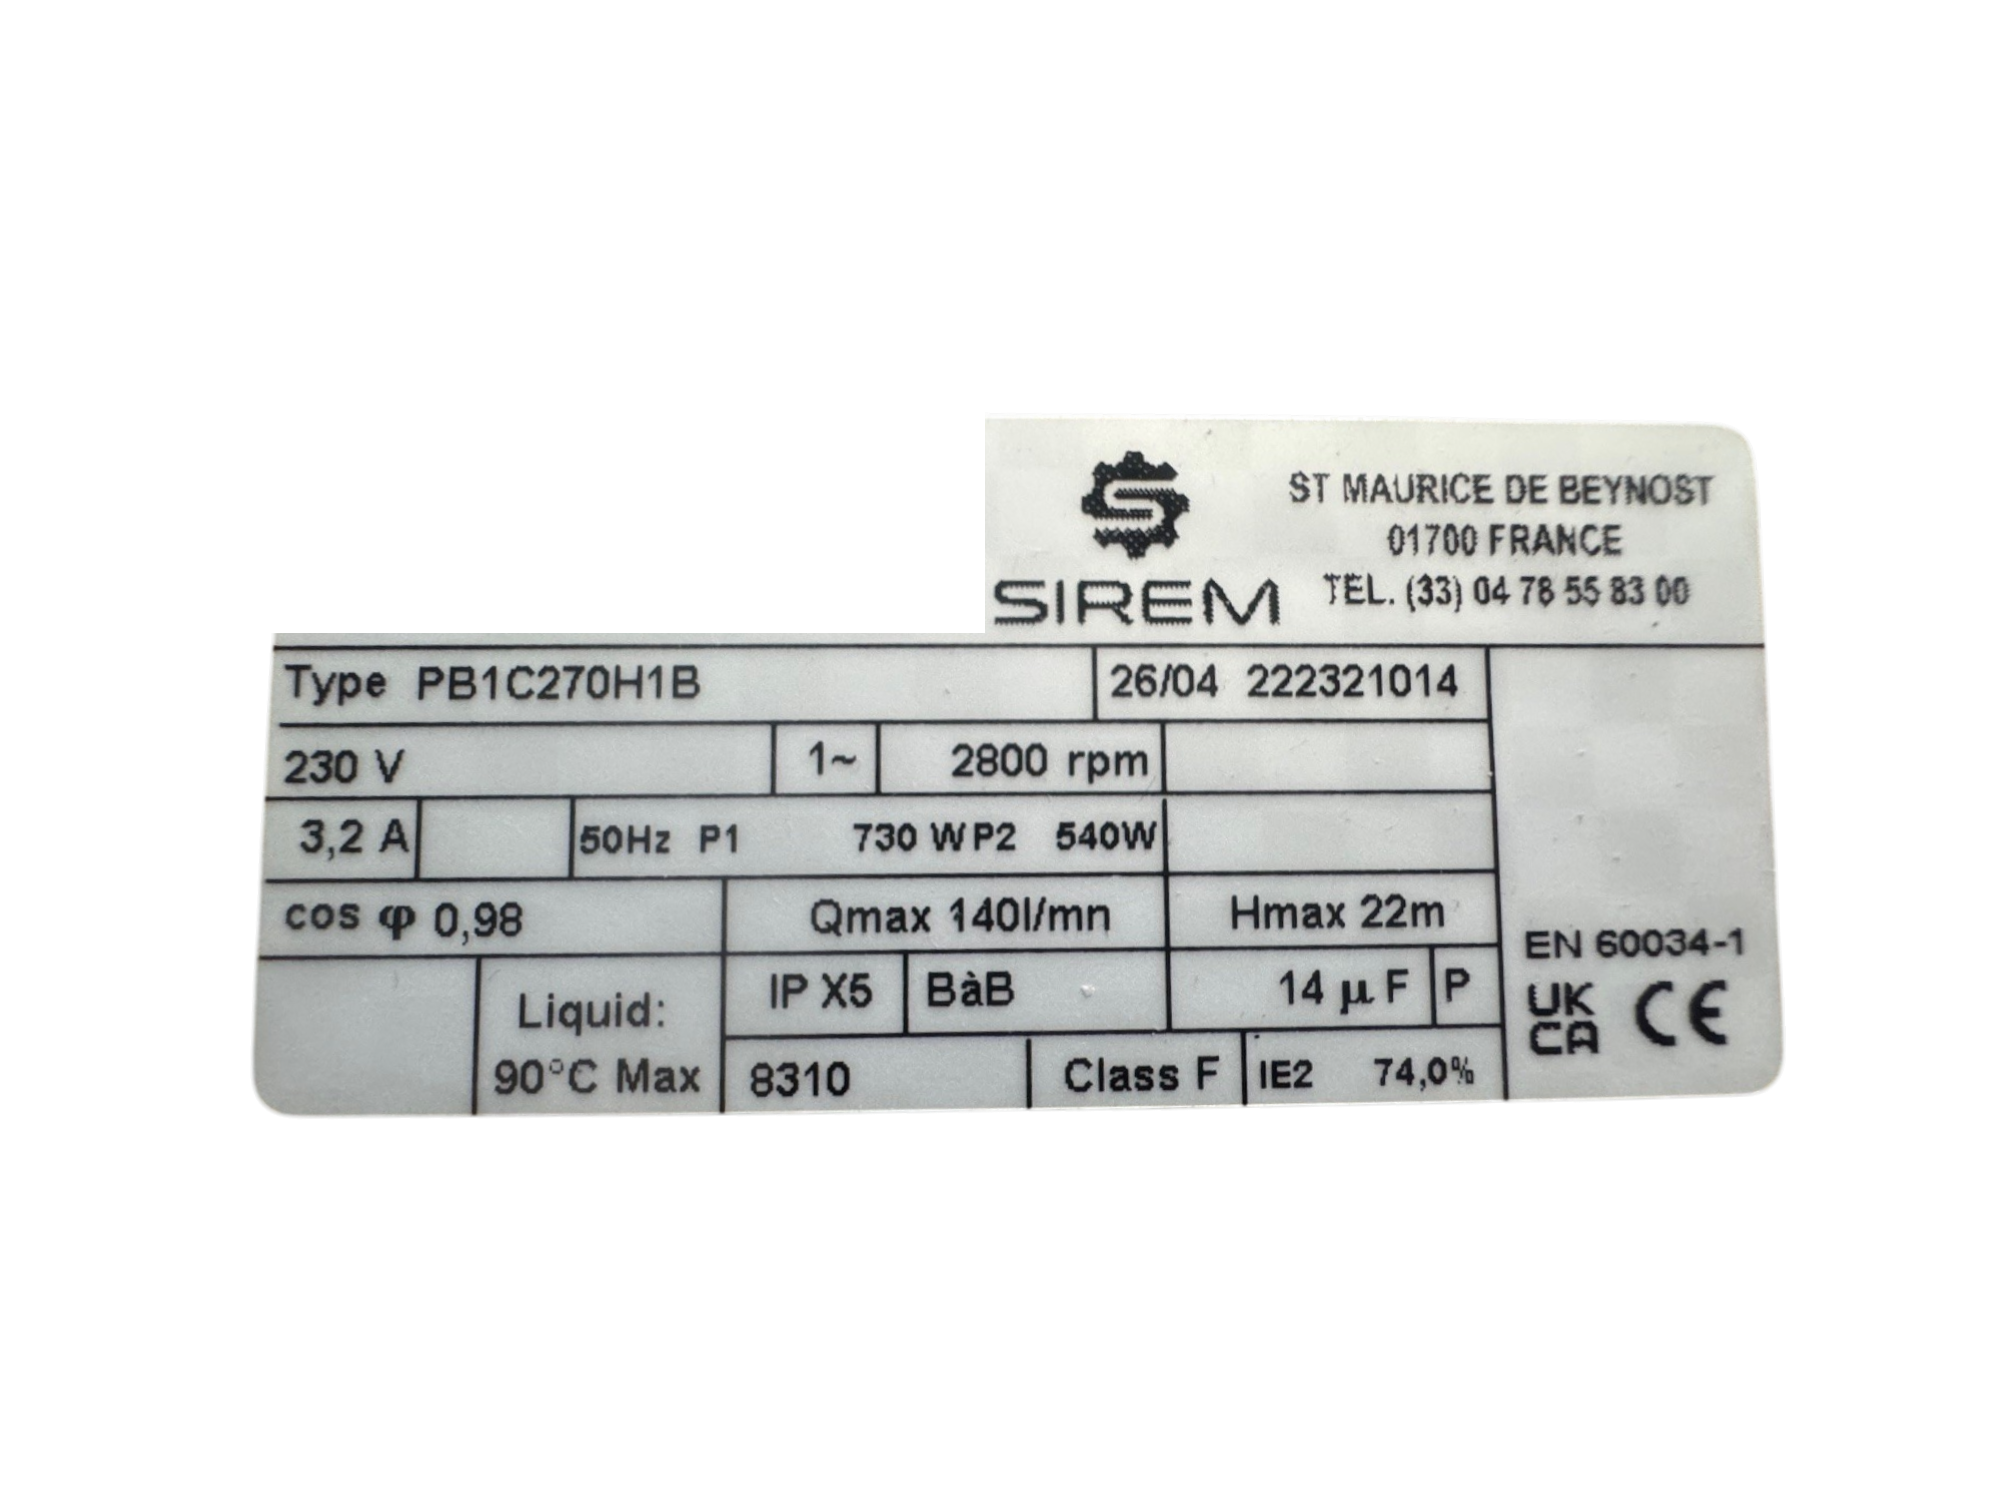 SIREM
ST MAURICE DE BEYNOST
01700 FRANCE
TEL. (33) 04 78 55 83 00
Type PB1C270H1B 26/04 222321014
230 V 1~ 2800 rpm
3,2 A 50Hz P1 730 W P2 540W
cos φ 0,98 Qmax 140l/mn Hmax 22m
Liquid:
90°C Max
IP X5 BàB 14 µF P
8310 Class F IE2 74,0%
EN 60034-1
UK
CA CE